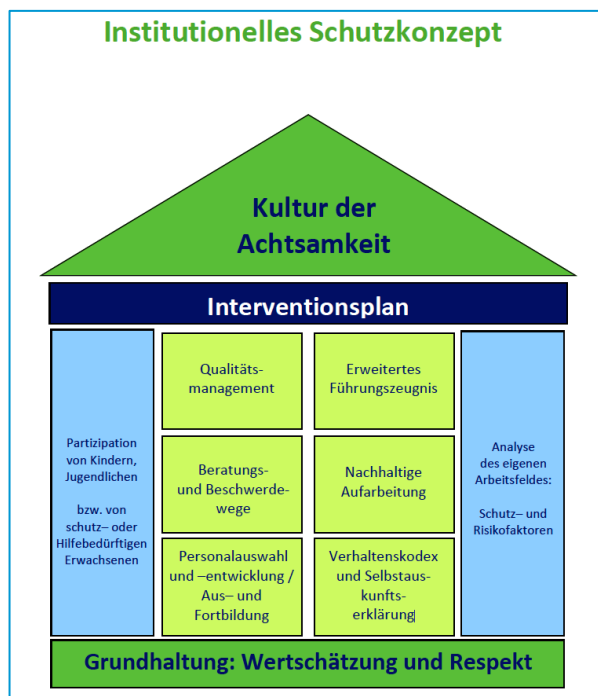 Institutionelles Schutzkonzept
Kultur der
Achtsamkeit
Interventionsplan
Partizipation
von Kindern,
Jugendlichen
bzw. von
schutz– oder
Hilfebedürftigen
Erwachsenen
Qualitäts-
management
Erweitertes
Führungszeugnis
Beratungs-
und Beschwerde-
wege
Nachhaltige
Aufarbeitung
Personalauswahl
und –entwicklung /
Aus– und
Fortbildung
Verhaltenskodex
und Selbstaus-
kunfts-
erklärung
Analyse
des eigenen
Arbeitsfeldes:
Schutz– und
Risikofaktoren
Grundhaltung: Wertschätzung und Respekt